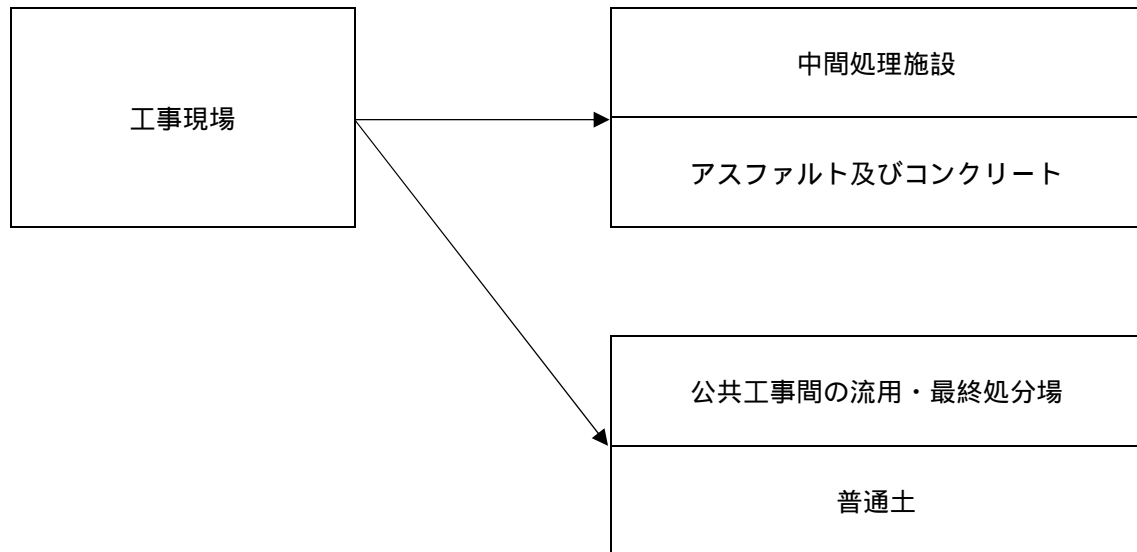 工事現場
中間処理施設
アスファルト及びコンクリート
公共工事間の流用・最終処分場
普通土